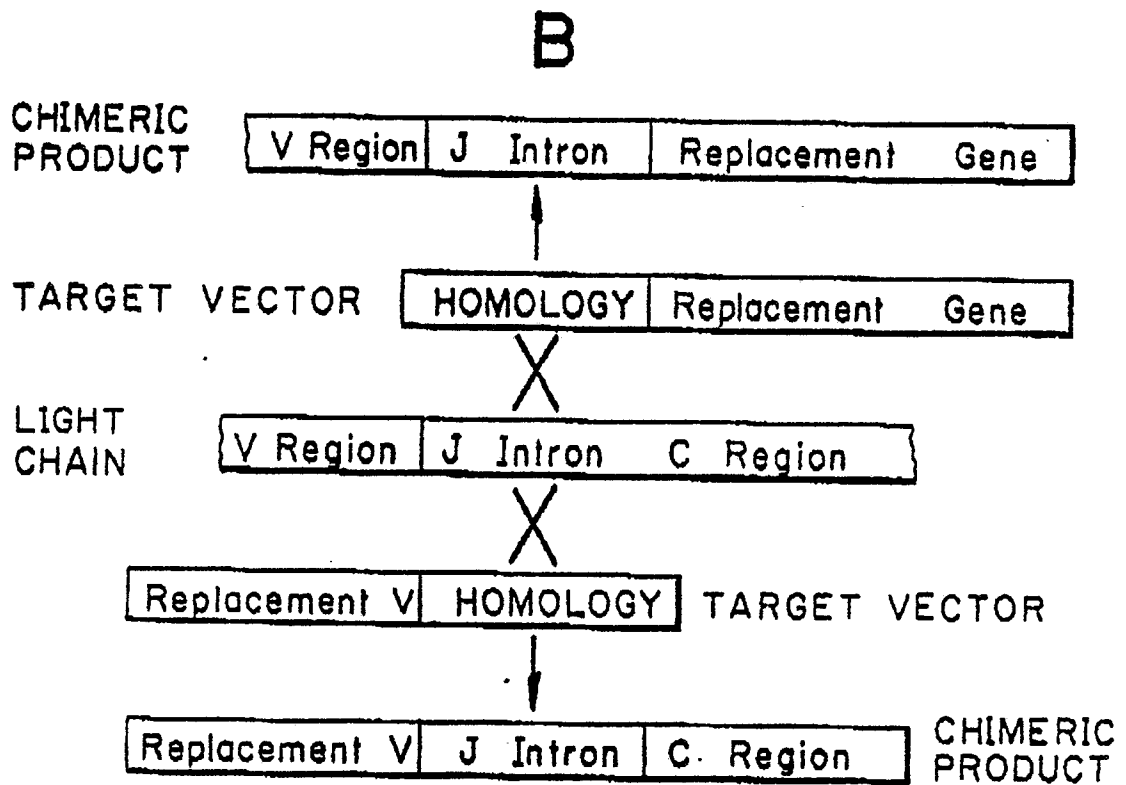 B
CHIMERIC
PRODUCT
V Region J Intron Replacement Gene
TARGET VECTOR
HOMOLOGY Replacement Gene
LIGHT
CHAIN
V Region J Intron C Region
Replacement V HOMOLOGY
TARGET VECTOR
Replacement V J Intron C. Region
CHIMERIC
PRODUCT